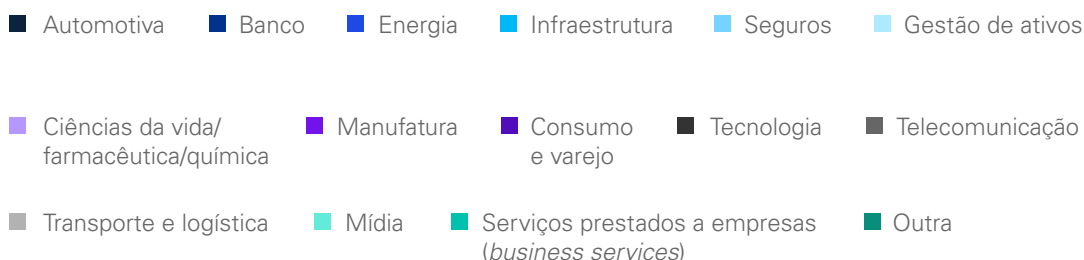 Automotiva Banco Energia Infraestrutura Seguros Gestão de ativos
Ciências da vida/ Manufatura Consumo Tecnologia Telecomunicação
farmacêutica/química e varejo
Transporte e logística Mídia Serviços prestados a empresas Outra
(business services)